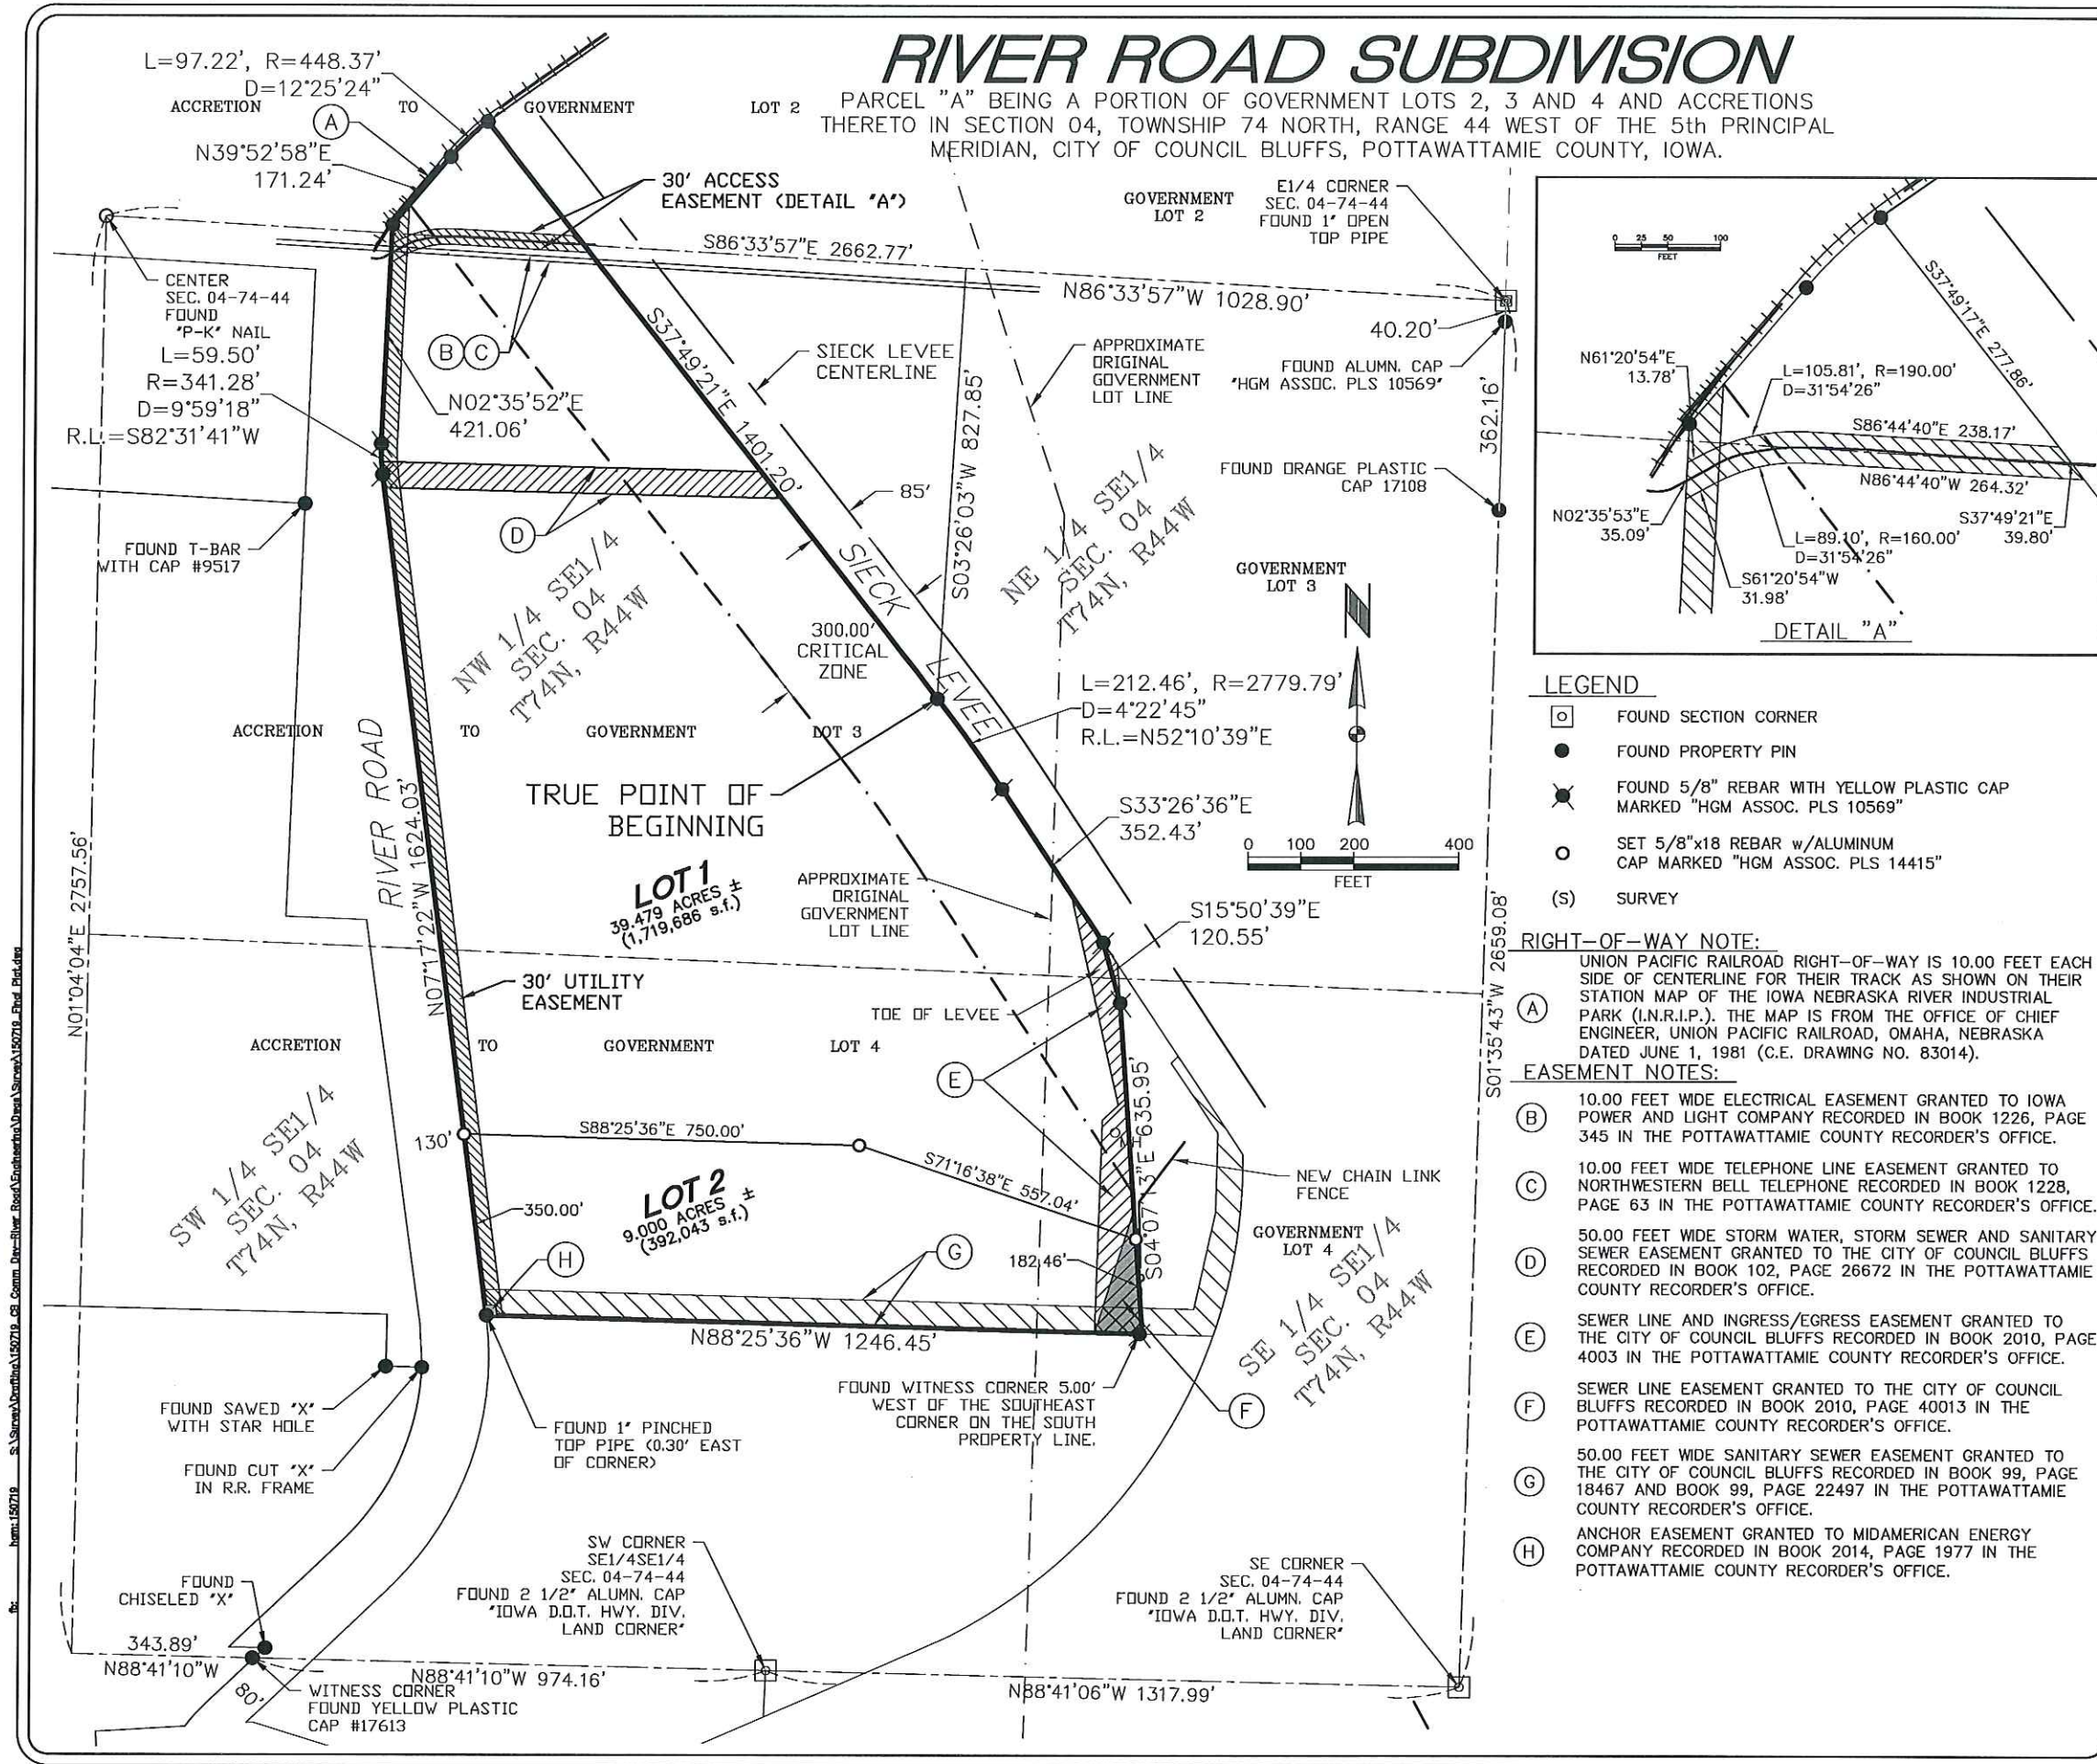 RIVER ROAD SUBDIVISION
PARCEL "A" BEING A PORTION OF GOVERNMENT LOTS 2, 3 AND 4 AND ACCRETIONS
THERETO IN SECTION 04, TOWNSHIP 74 NORTH, RANGE 44 WEST OF THE 5th PRINCIPAL
MERIDIAN, CITY OF COUNCIL BLUFFS, POTTAWATTAMIE COUNTY, IOWA.
L=97.22', R=448.37'
D=12°25'24"
ACCRETION TO GOVERNMENT LOT 2
A
N39°52'58"E
171.24'
30' ACCESS
EASEMENT (DETAIL "A")
GOVERNMENT
LOT 2
E1/4 CORNER
SEC. 04-74-44
FOUND 1" OPEN
TOP PIPE
S86°33'57"E 2662.77'
N86°33'57"W 1028.90'
40.20'
CENTER
SEC. 04-74-44
FOUND
"P-K" NAIL
L=59.50'
R=341.28'
D=9°59'18"
R.L.=S82°31'41"W
B C
N02°35'52"E
421.06'
S37°49'21"E 1401.20'
SIECK LEVEE
CENTERLINE
APPROXIMATE
ORIGINAL
GOVERNMENT
LOT LINE
FOUND ALUMN. CAP
"HGM ASSOC. PLS 10569"
362.16'
S03°26'03"W 827.85'
85'
FOUND ORANGE PLASTIC
CAP 17108
D
FOUND T-BAR
WITH CAP #9517
NW 1/4 SE1/4
SEC. 04
T74N, R44W
NE 1/4 SE1/4
SEC. 04
T74N, R44W
SIECK LEVEE
GOVERNMENT
LOT 3
N
300.00'
CRITICAL
ZONE
L=212.46', R=2779.79'
D=4°22'45"
R.L.=N52°10'39"E
ACCRETION TO GOVERNMENT LOT 3
RIVER ROAD
N07°17'22"W 1624.03'
TRUE POINT OF
BEGINNING
S33°26'36"E
352.43'
0 100 200 400
FEET
LOT 1
39.479 ACRES ±
(1,719,686 s.f.)
APPROXIMATE
ORIGINAL
GOVERNMENT
LOT LINE
S15°50'39"E
120.55'
N01°04'04"E 2757.56'
S01°35'43"W 2659.08'
30' UTILITY
EASEMENT
TOE OF LEVEE
ACCRETION TO GOVERNMENT LOT 4
E
S04°07'13"E 635.95'
SW 1/4 SE1/4
SEC. 04
T74N, R44W
130'
S88°25'36"E 750.00'
S71°16'38"E 557.04'
NEW CHAIN LINK
FENCE
LOT 2
9.000 ACRES ±
(392,043 s.f.)
350.00'
H
G
182.46'
GOVERNMENT
LOT 4
SE 1/4 SE1/4
SEC. 04
T74N, R44W
N88°25'36"W 1246.45'
FOUND WITNESS CORNER 5.00'
WEST OF THE SOUTHEAST
CORNER ON THE SOUTH
PROPERTY LINE.
F
FOUND SAWED "X"
WITH STAR HOLE
FOUND CUT "X"
IN R.R. FRAME
FOUND 1" PINCHED
TOP PIPE (0.30' EAST
OF CORNER)
SW CORNER
SE1/4SE1/4
SEC. 04-74-44
FOUND 2 1/2" ALUMN. CAP
"IOWA D.O.T. HWY. DIV.
LAND CORNER"
SE CORNER
SEC. 04-74-44
FOUND 2 1/2" ALUMN. CAP
"IOWA D.O.T. HWY. DIV.
LAND CORNER"
FOUND
CHISELED "X"
343.89'
N88°41'10"W
N88°41'10"W 974.16'
N88°41'06"W 1317.99'
80'
WITNESS CORNER
FOUND YELLOW PLASTIC
CAP #17613
0 25 50 100
FEET
S37°49'17"E 277.86'
N61°20'54"E
13.78'
L=105.81', R=190.00'
D=31°54'26"
S86°44'40"E 238.17'
N86°44'40"W 264.32'
N02°35'53"E
35.09'
L=89.10', R=160.00'
D=31°54'26"
S37°49'21"E
39.80'
S61°20'54"W
31.98'
DETAIL "A"
LEGEND
FOUND SECTION CORNER
FOUND PROPERTY PIN
FOUND 5/8" REBAR WITH YELLOW PLASTIC CAP
MARKED "HGM ASSOC. PLS 10569"
SET 5/8"x18 REBAR w/ALUMINUM
CAP MARKED "HGM ASSOC. PLS 14415"
(S) SURVEY
RIGHT-OF-WAY NOTE:
A
UNION PACIFIC RAILROAD RIGHT-OF-WAY IS 10.00 FEET EACH
SIDE OF CENTERLINE FOR THEIR TRACK AS SHOWN ON THEIR
STATION MAP OF THE IOWA NEBRASKA RIVER INDUSTRIAL
PARK (I.N.R.I.P.). THE MAP IS FROM THE OFFICE OF CHIEF
ENGINEER, UNION PACIFIC RAILROAD, OMAHA, NEBRASKA
DATED JUNE 1, 1981 (C.E. DRAWING NO. 83014).
EASEMENT NOTES:
B
10.00 FEET WIDE ELECTRICAL EASEMENT GRANTED TO IOWA
POWER AND LIGHT COMPANY RECORDED IN BOOK 1226, PAGE
345 IN THE POTTAWATTAMIE COUNTY RECORDER'S OFFICE.
C
10.00 FEET WIDE TELEPHONE LINE EASEMENT GRANTED TO
NORTHWESTERN BELL TELEPHONE RECORDED IN BOOK 1228,
PAGE 63 IN THE POTTAWATTAMIE COUNTY RECORDER'S OFFICE.
D
50.00 FEET WIDE STORM WATER, STORM SEWER AND SANITARY
SEWER EASEMENT GRANTED TO THE CITY OF COUNCIL BLUFFS
RECORDED IN BOOK 102, PAGE 26672 IN THE POTTAWATTAMIE
COUNTY RECORDER'S OFFICE.
E
SEWER LINE AND INGRESS/EGRESS EASEMENT GRANTED TO
THE CITY OF COUNCIL BLUFFS RECORDED IN BOOK 2010, PAGE
4003 IN THE POTTAWATTAMIE COUNTY RECORDER'S OFFICE.
F
SEWER LINE EASEMENT GRANTED TO THE CITY OF COUNCIL
BLUFFS RECORDED IN BOOK 2010, PAGE 40013 IN THE
POTTAWATTAMIE COUNTY RECORDER'S OFFICE.
G
50.00 FEET WIDE SANITARY SEWER EASEMENT GRANTED TO
THE CITY OF COUNCIL BLUFFS RECORDED IN BOOK 99, PAGE
18467 AND BOOK 99, PAGE 22497 IN THE POTTAWATTAMIE
COUNTY RECORDER'S OFFICE.
H
ANCHOR EASEMENT GRANTED TO MIDAMERICAN ENERGY
COMPANY RECORDED IN BOOK 2014, PAGE 1977 IN THE
POTTAWATTAMIE COUNTY RECORDER'S OFFICE.